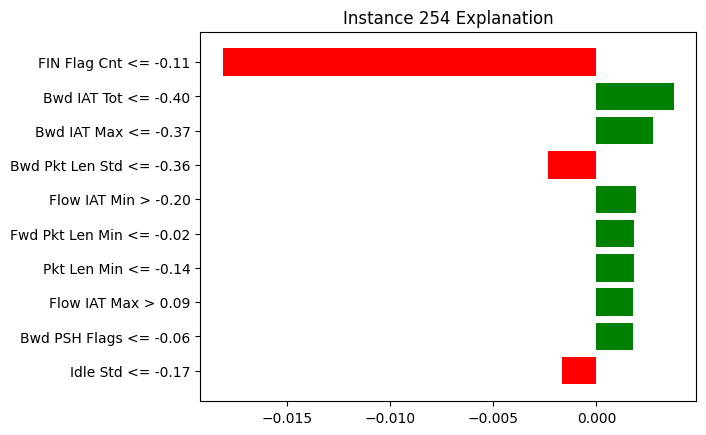 Instance 254 Explanation
FIN Flag Cnt <= -0.11
Bwd IAT Tot <= -0.40
Bwd IAT Max <= -0.37
Bwd Pkt Len Std <= -0.36
Flow IAT Min > -0.20
Fwd Pkt Len Min <= -0.02
Pkt Len Min <= -0.14
Flow IAT Max > 0.09
Bwd PSH Flags <= -0.06
Idle Std <= -0.17
−0.015 −0.010 −0.005 0.000